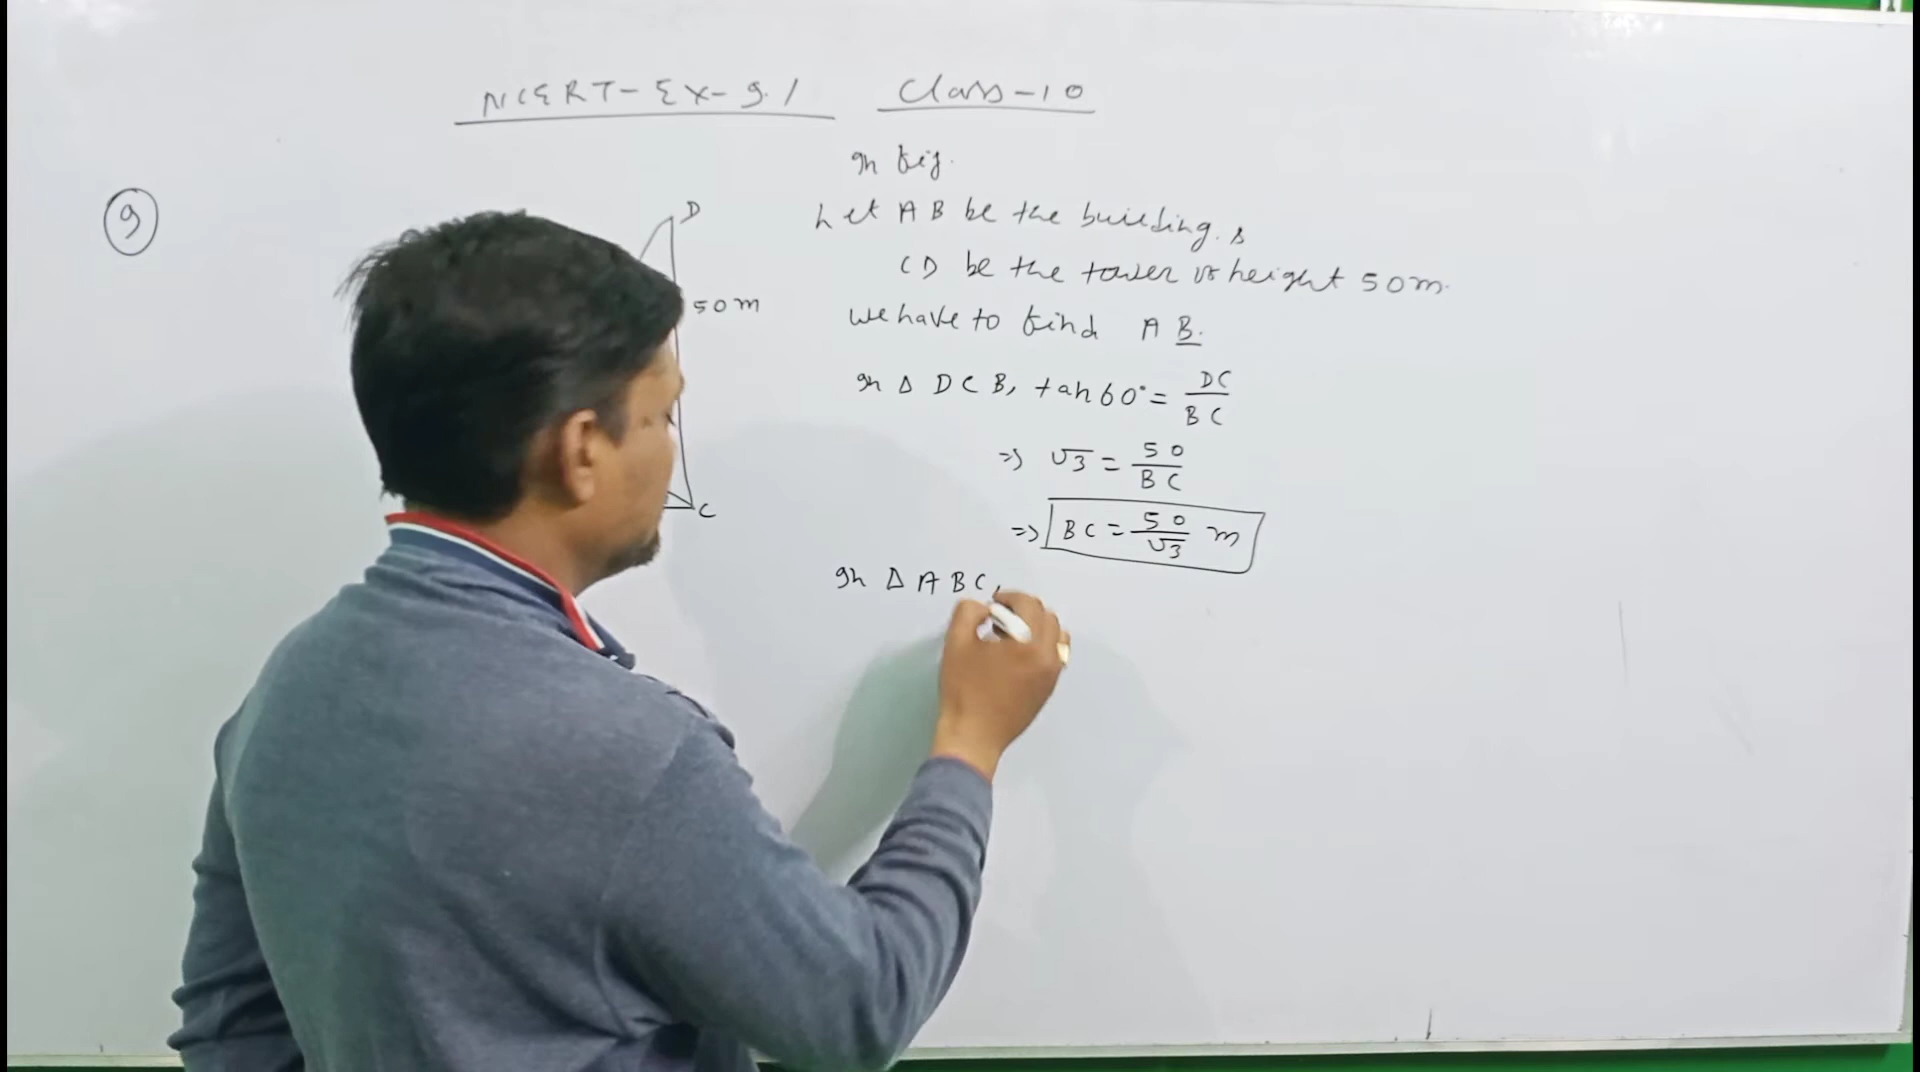 NCERT-Ex-9.1 Class-10
9
In fig.
Let AB be the building &
CD be the tower of height 50m.
we have to find AB.
In Δ DCB, tan60° = DC/BC
⇒ √3 = 50/BC
⇒ BC = 50/√3 m
In Δ ABC,
D
50m
C